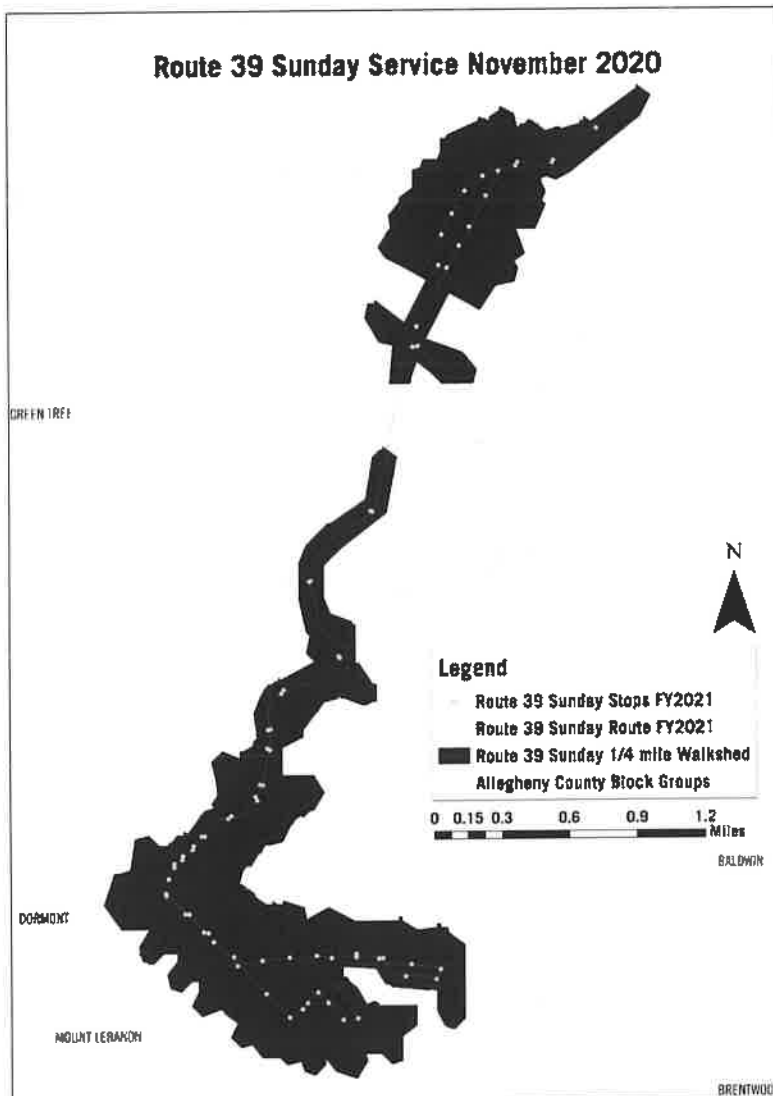 Route 39 Sunday Service November 2020
GREEN TREE
N
Legend
Route 39 Sunday Stops FY2021
Route 39 Sunday Route FY2021
Route 39 Sunday 1/4 mile Walkshed
Allegheny County Block Groups
0 0.15 0.3 0.6 0.9 1.2
Miles
BALDWIN
DORMONT
MOUNT LEBANON
BRENTWOO